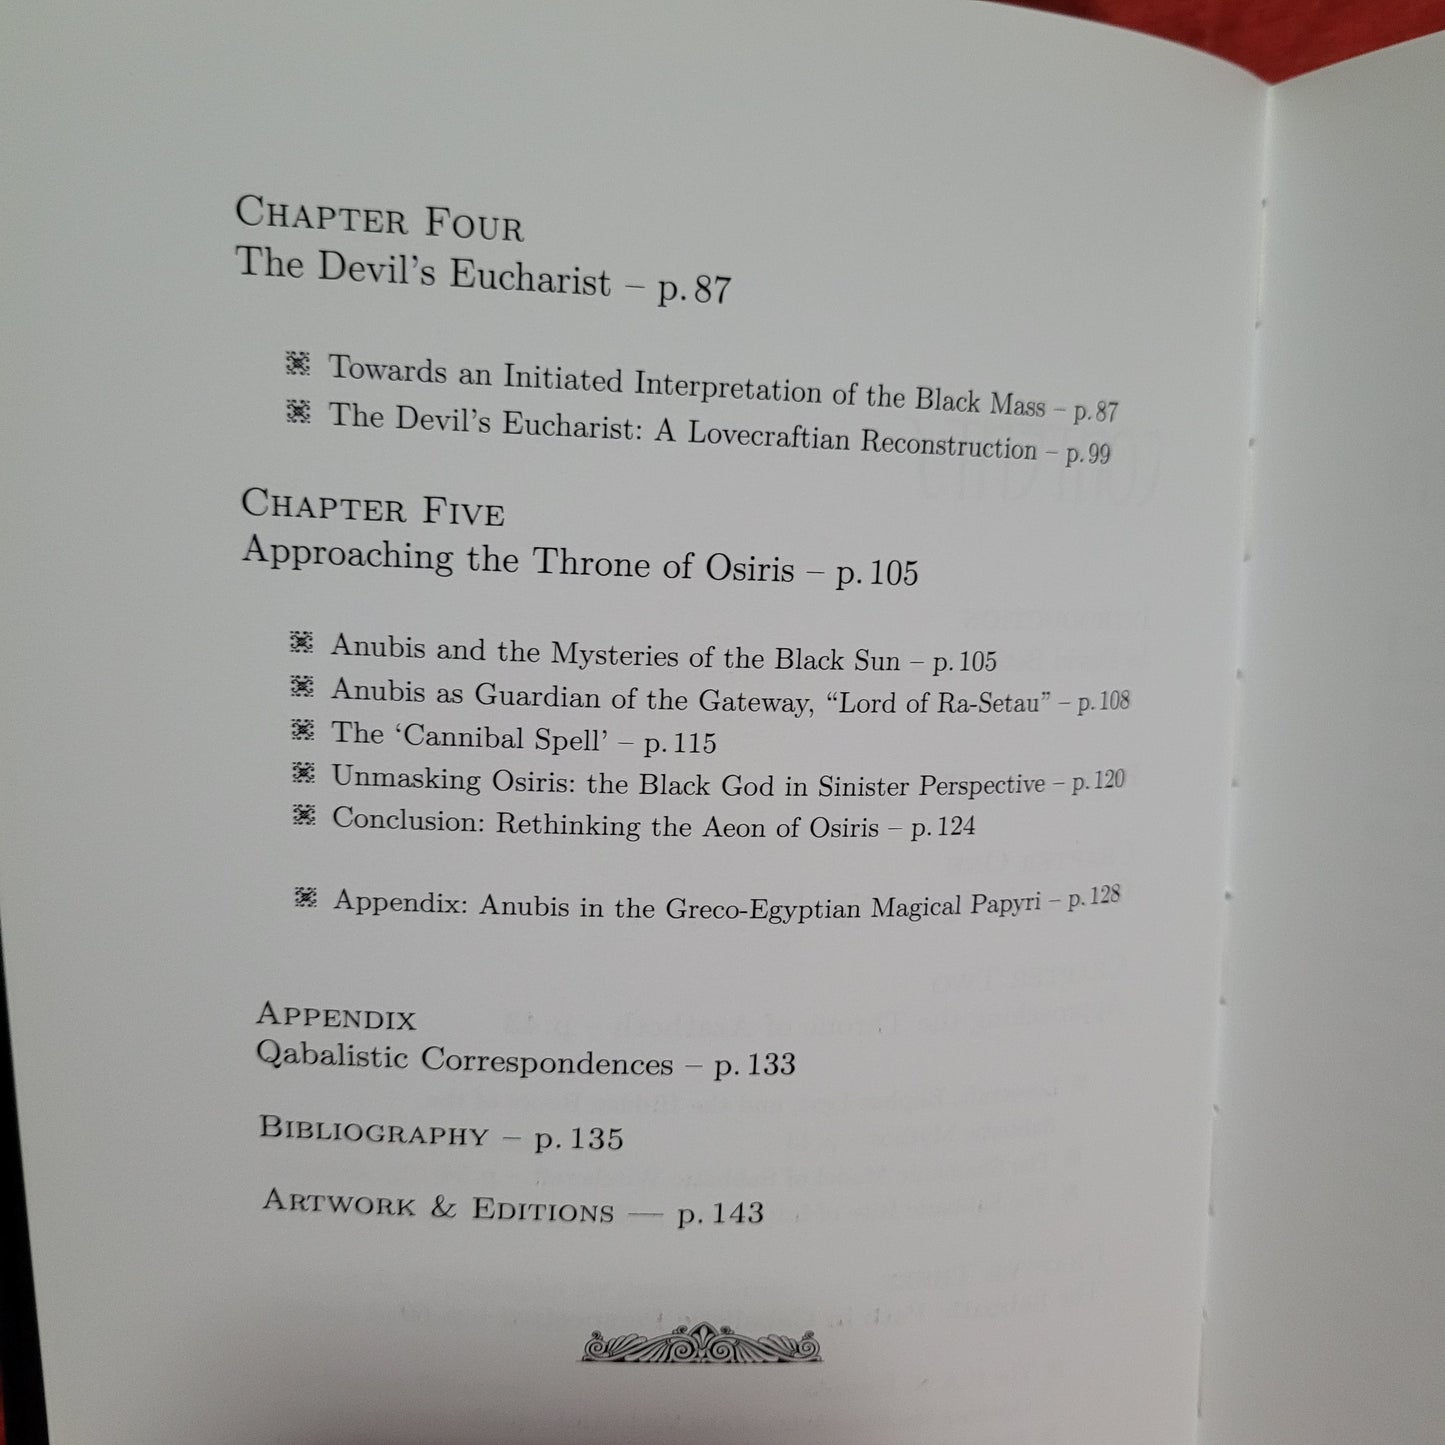 CHAPTER FOUR
The Devil's Eucharist – p. 87
Towards an Initiated Interpretation of the Black Mass – p. 87
The Devil's Eucharist: A Lovecraftian Reconstruction – p. 99
CHAPTER FIVE
Approaching the Throne of Osiris – p. 105
Anubis and the Mysteries of the Black Sun – p. 105
Anubis as Guardian of the Gateway, “Lord of Ra-Setau” – p. 108
The ‘Cannibal Spell’ – p. 115
Unmasking Osiris: the Black God in Sinister Perspective – p. 120
Conclusion: Rethinking the Aeon of Osiris – p. 124
Appendix: Anubis in the Greco-Egyptian Magical Papyri – p. 128
APPENDIX
Qabalistic Correspondences – p. 133
BIBLIOGRAPHY – p. 135
ARTWORK & EDITIONS — p. 143